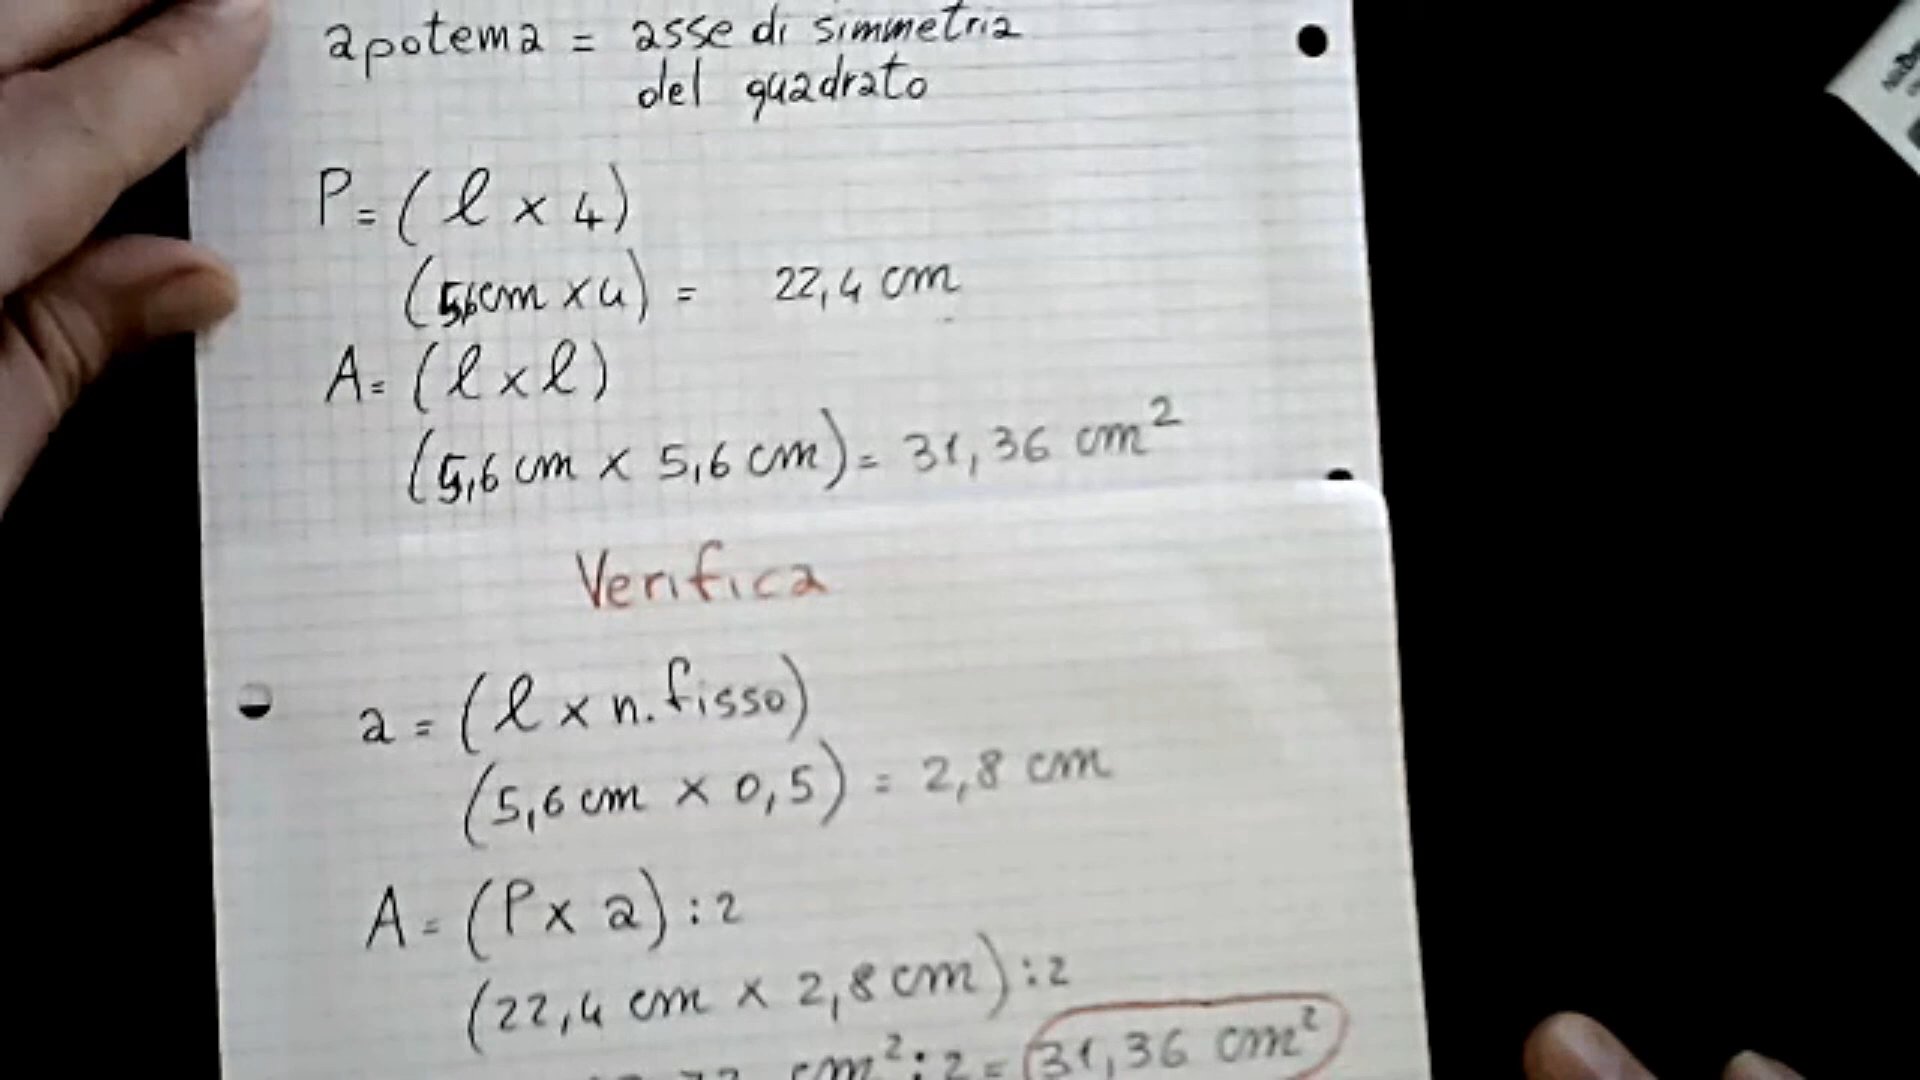 apotema = asse di simmetria
del quadrato
P = (l x 4)
(5,6cm x 4) = 22,4 cm
A = (l x l)
(5,6 cm x 5,6 cm) = 31,36 cm²
Verifica
a = (l x n. fisso)
(5,6 cm x 0,5) = 2,8 cm
A = (P x a) : 2
(22,4 cm x 2,8 cm) : 2
cm² : 2 = 31,36 cm²